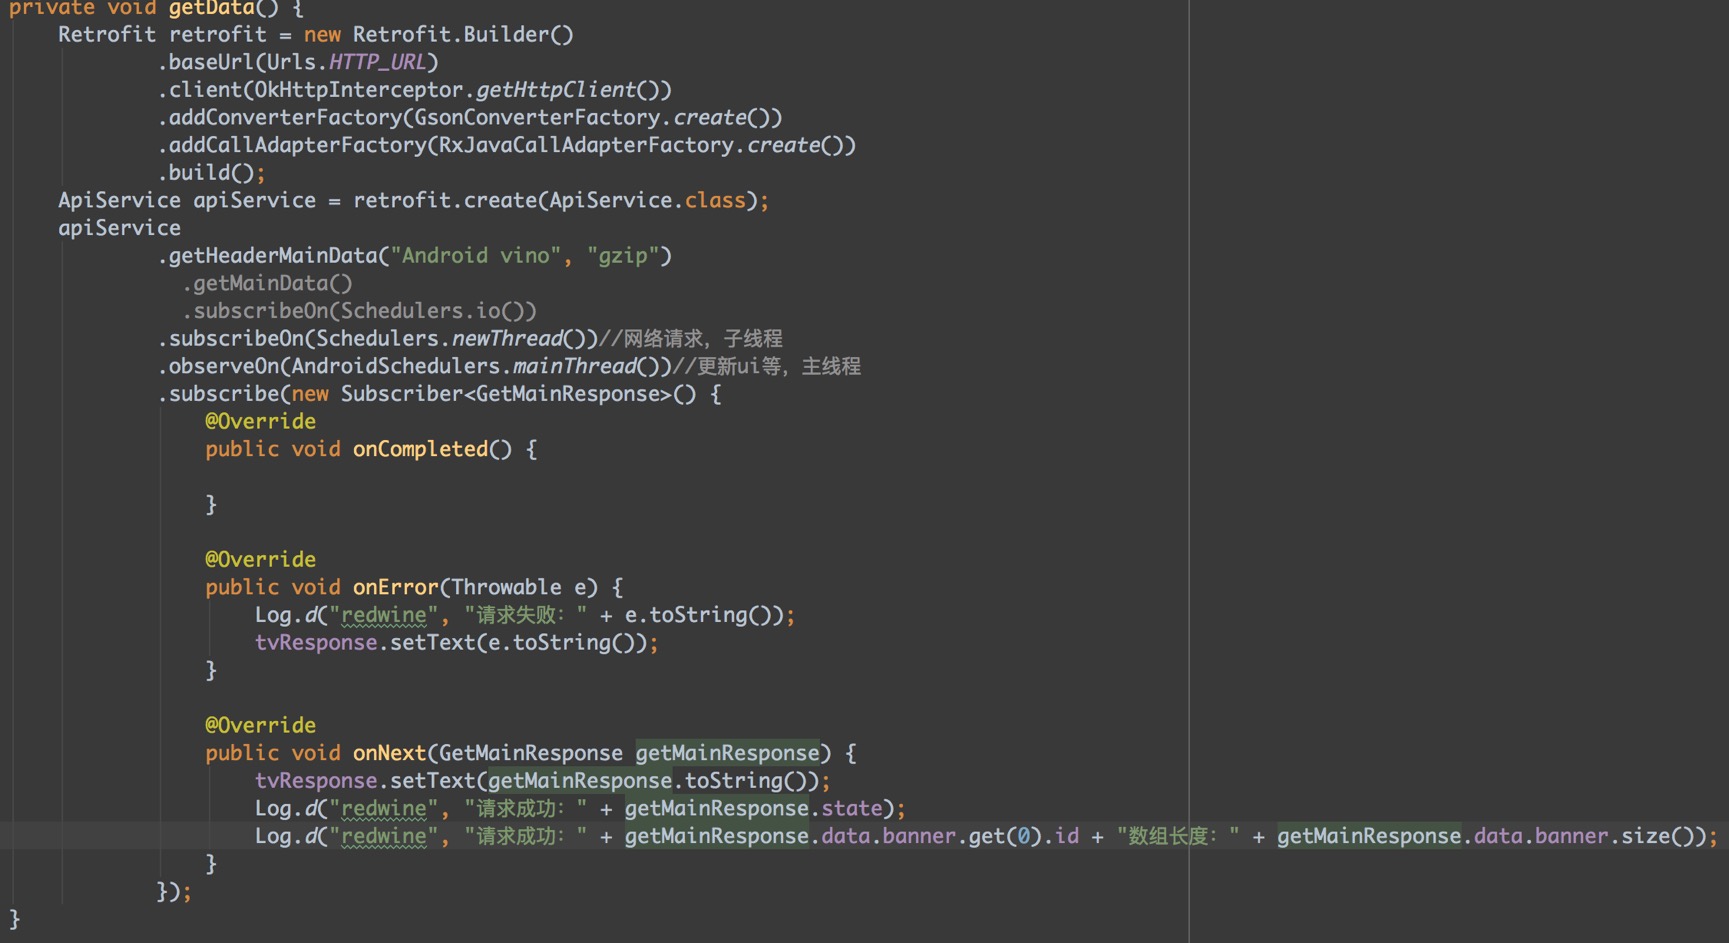 private void getData() {
Retrofit retrofit = new Retrofit.Builder()
.baseUrl(Urls.HTTP_URL)
.client(OkHttpInterceptor.getHttpClient())
.addConverterFactory(GsonConverterFactory.create())
.addCallAdapterFactory(RxJavaCallAdapterFactory.create())
.build();
ApiService apiService = retrofit.create(ApiService.class);
apiService
.getHeaderMainData("Android vino", "gzip")
.getMainData()
.subscribeOn(Schedulers.io())
.subscribeOn(Schedulers.newThread())//网络请求，子线程
.observeOn(AndroidSchedulers.mainThread())//更新ui等，主线程
.subscribe(new Subscriber<GetMainResponse>() {
@Override
public void onCompleted() {
}
@Override
public void onError(Throwable e) {
Log.d("redwine", "请求失败：" + e.toString());
tvResponse.setText(e.toString());
}
@Override
public void onNext(GetMainResponse getMainResponse) {
tvResponse.setText(getMainResponse.toString());
Log.d("redwine", "请求成功：" + getMainResponse.state);
Log.d("redwine", "请求成功：" + getMainResponse.data.banner.get(0).id + "数组长度：" + getMainResponse.data.banner.size());
}
});
}